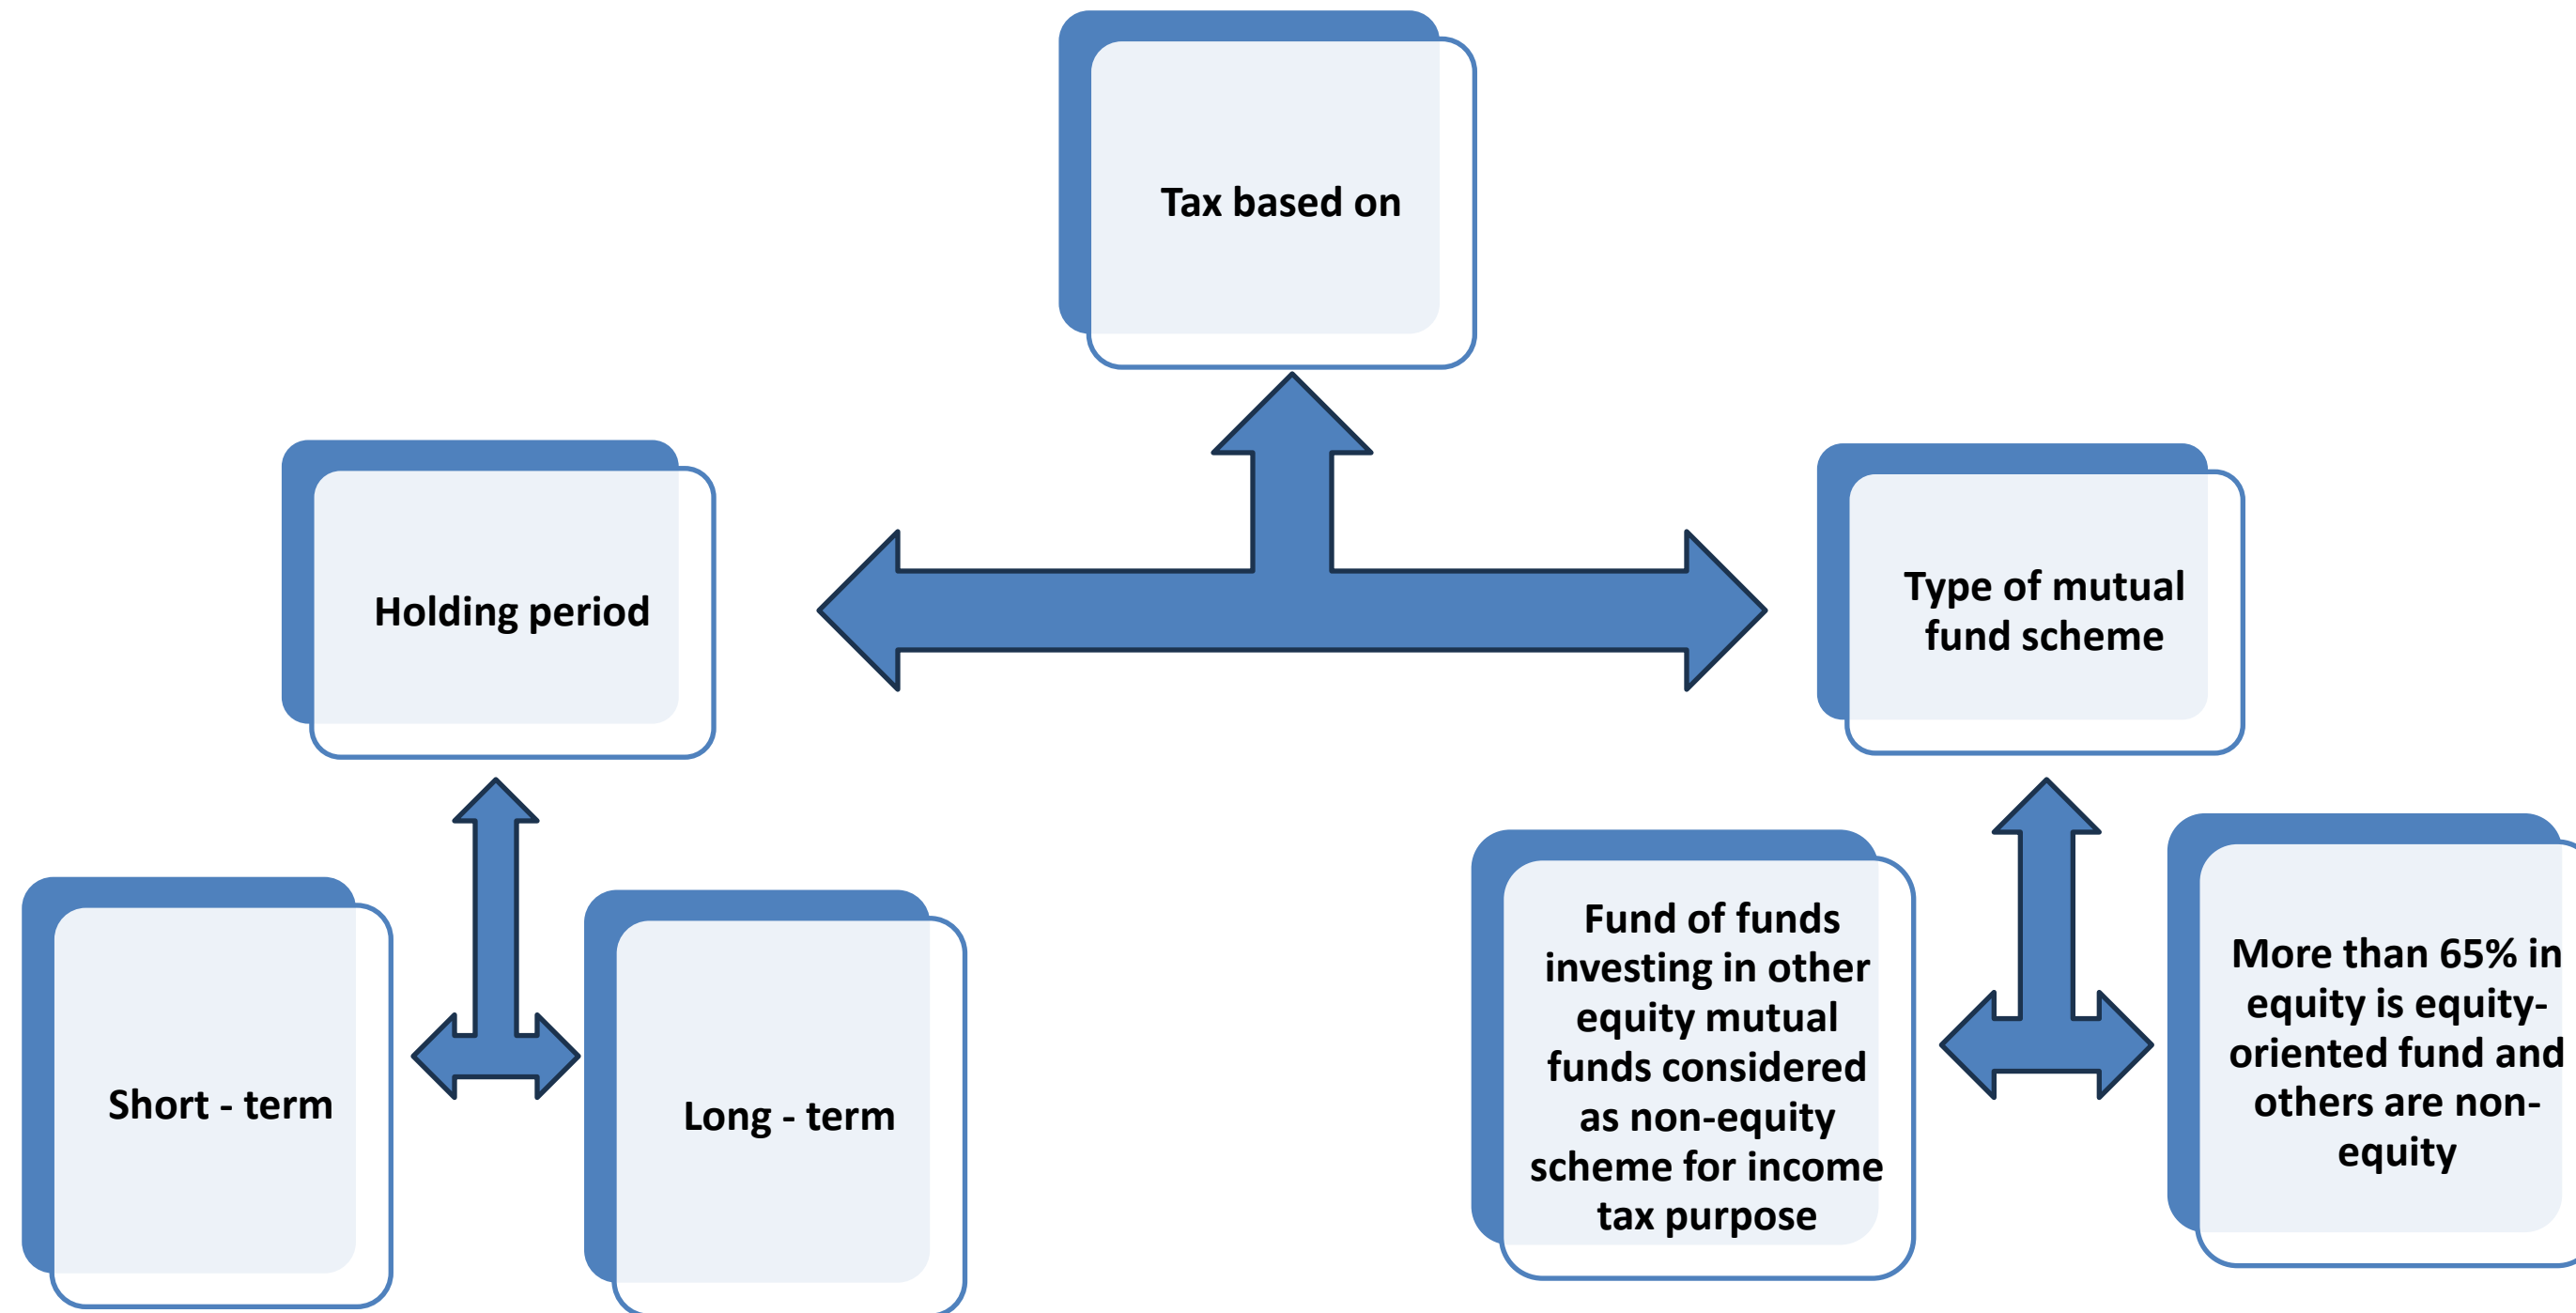 Tax based on
Holding period
Type of mutual
fund scheme
Short - term
Long - term
Fund of funds
investing in other
equity mutual
funds considered
as non-equity
scheme for income
tax purpose
More than 65% in
equity is equity-
oriented fund and
others are non-
equity